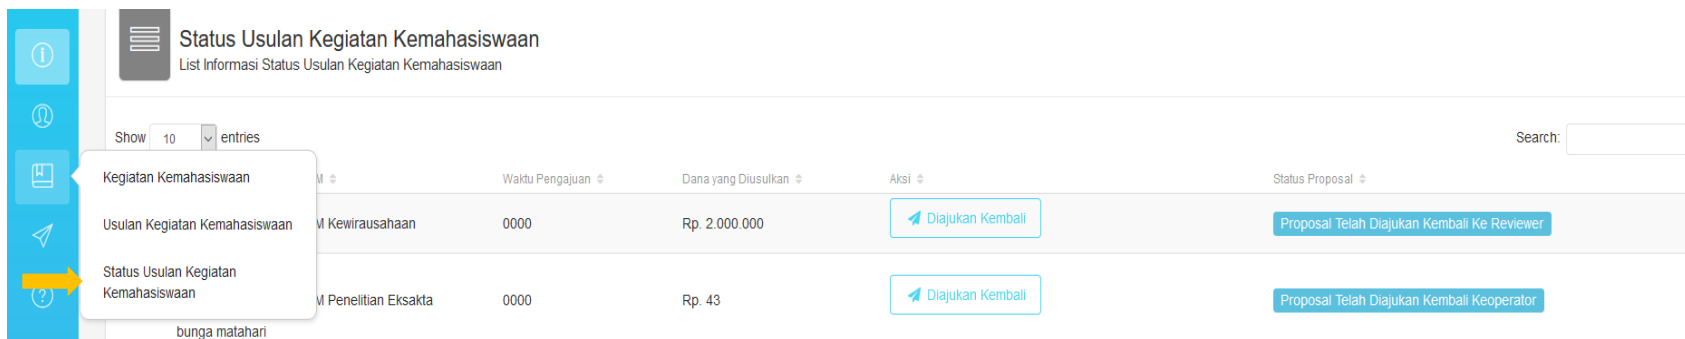 Status Usulan Kegiatan Kemahasiswaan
List Informasi Status Usulan Kegiatan Kemahasiswaan
Show 10 entries
Search:
Kegiatan Kemahasiswaan
Usulan Kegiatan Kemahasiswaan
Status Usulan Kegiatan
Kemahasiswaan
M Waktu Pengajuan Dana yang Diusulkan Aksi Status Proposal
M Kewirausahaan 0000 Rp. 2.000.000 Diajukan Kembali Proposal Telah Diajukan Kembali Ke Reviewer
M Penelitian Eksakta 0000 Rp. 43 Diajukan Kembali Proposal Telah Diajukan Kembali Keoperator
bunga matahari